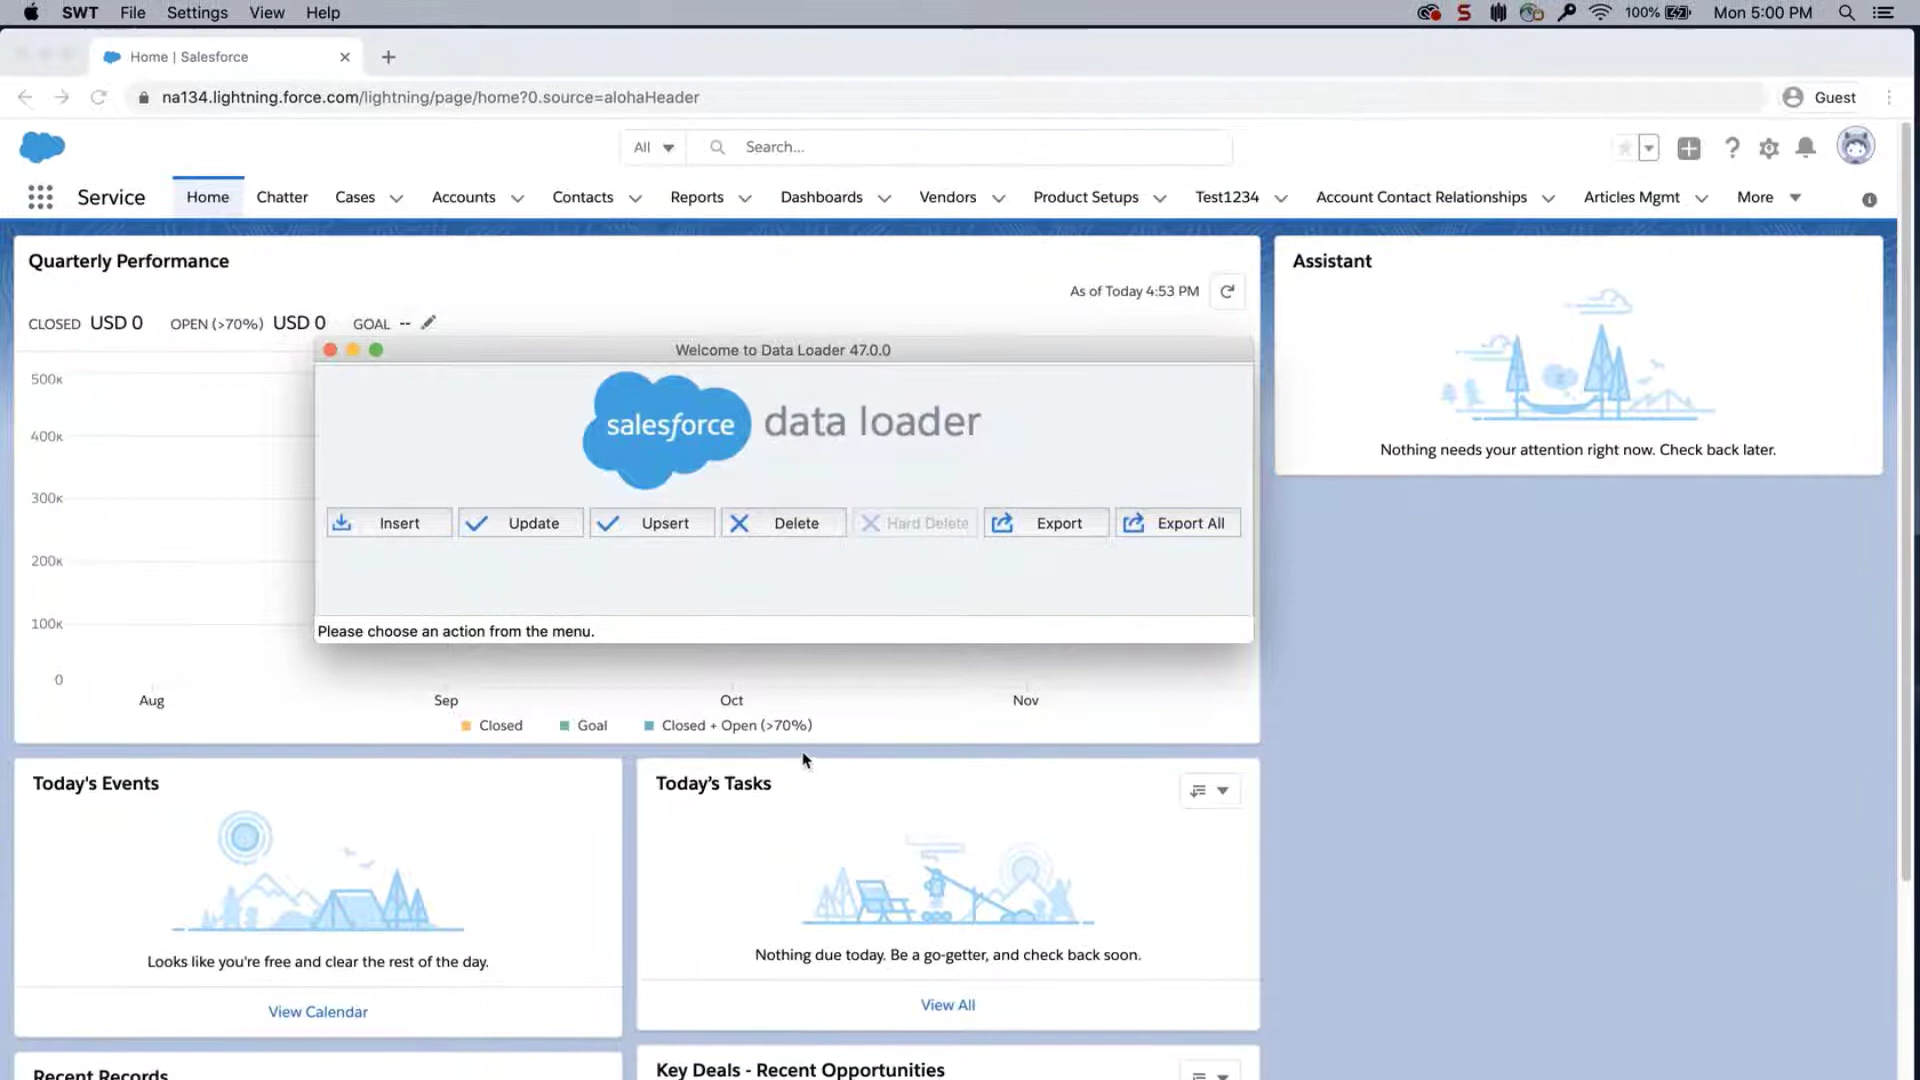 SWT File Settings View Help 100% Mon 5:00 PM
Home | Salesforce
na134.lightning.force.com/lightning/page/home?0.source=alohaHeader Guest
All Search...
Service Home Chatter Cases Accounts Contacts Reports Dashboards Vendors Product Setups Test1234 Account Contact Relationships Articles Mgmt More
Quarterly Performance
As of Today 4:53 PM
CLOSED USD 0 OPEN (>70%) USD 0 GOAL --
500K
400K
300K
200K
100K
0
Aug Sep Oct Nov
Closed Goal Closed + Open (>70%)
Welcome to Data Loader 47.0.0
salesforce data loader
Insert Update Upsert Delete Hard Delete Export Export All
Please choose an action from the menu.
Assistant
Nothing needs your attention right now. Check back later.
Today's Events
Looks like you're free and clear the rest of the day.
View Calendar
Today's Tasks
Nothing due today. Be a go-getter, and check back soon.
View All
Recent Records
Key Deals - Recent Opportunities